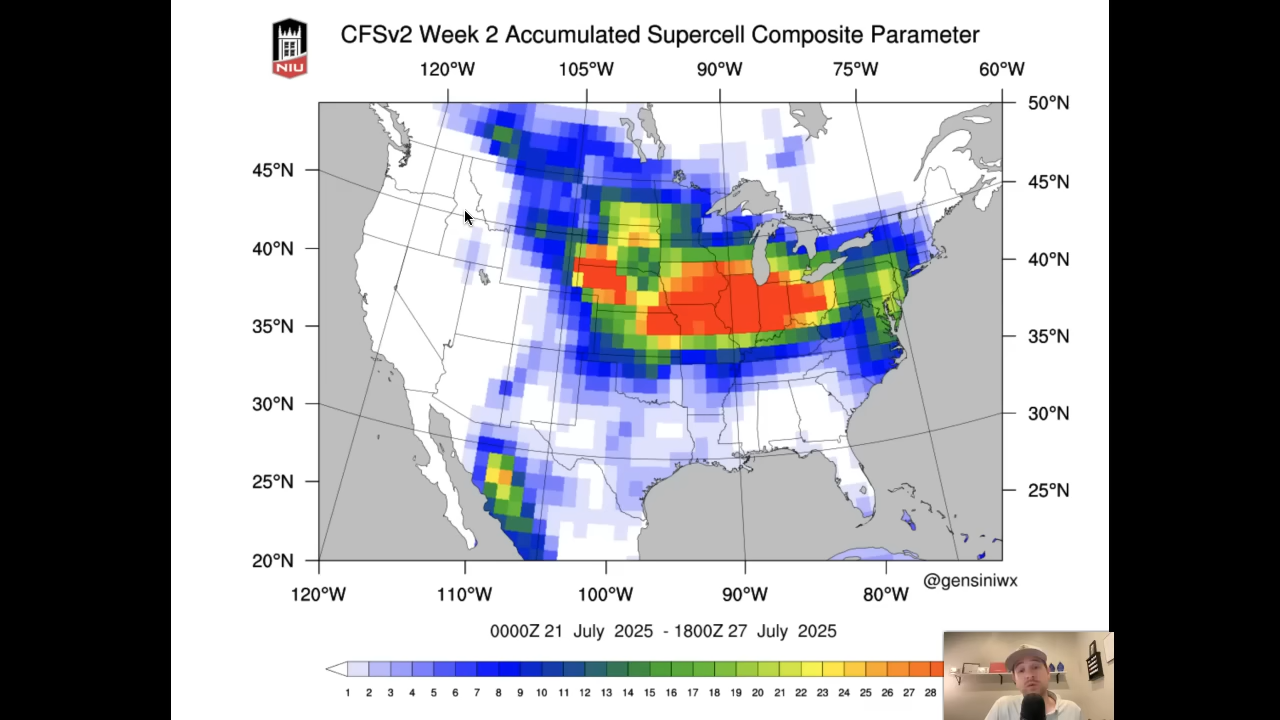 CFSv2 Week 2 Accumulated Supercell Composite Parameter
NIU
120°W 105°W 90°W 75°W 60°W
50°N
45°N 45°N
40°N 40°N
35°N 35°N
30°N 30°N
25°N 25°N
20°N
@gensiniwx
120°W 110°W 100°W 90°W 80°W
0000Z 21 July 2025 - 1800Z 27 July 2025
1 2 3 4 5 6 7 8 9 10 11 12 13 14 15 16 17 18 19 20 21 22 23 24 25 26 27 28